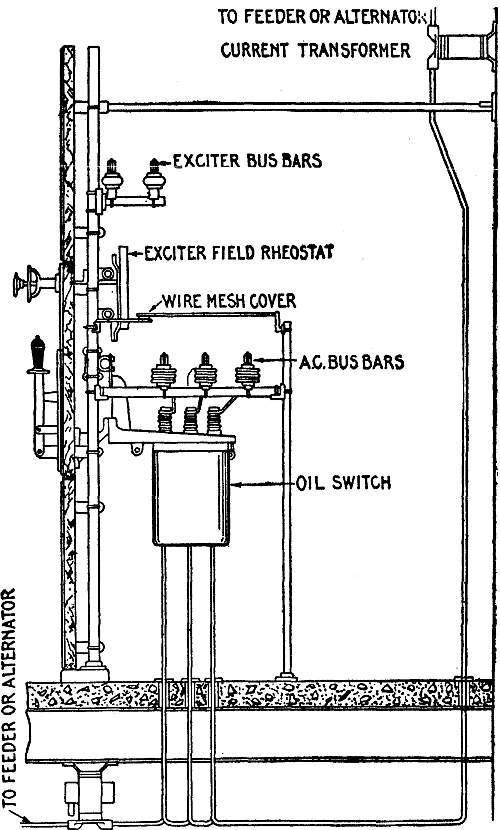 TO FEEDER OR ALTERNATOR
CURRENT TRANSFORMER
EXCITER BUS BARS
EXCITER FIELD RHEOSTAT
WIRE MESH COVER
A.C. BUS BARS
OIL SWITCH
TO FEEDER OR ALTERNATOR